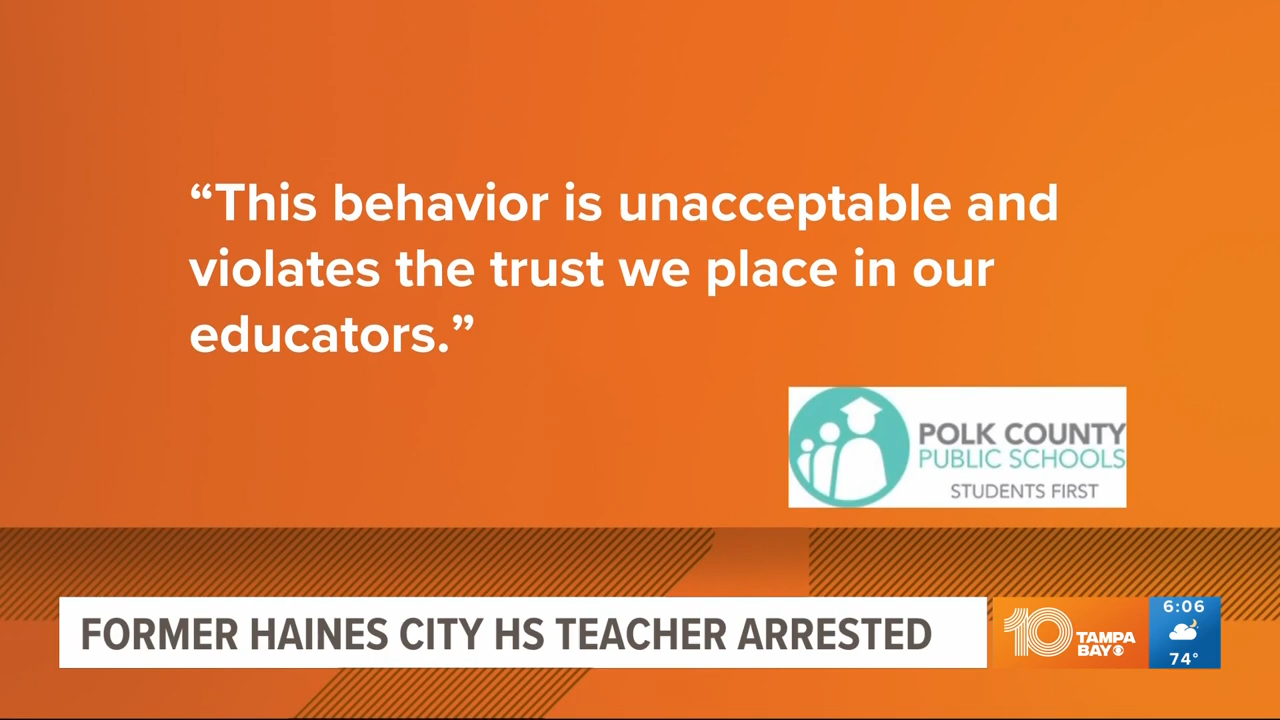 “This behavior is unacceptable and
violates the trust we place in our
educators.”
POLK COUNTY
PUBLIC SCHOOLS
STUDENTS FIRST
FORMER HAINES CITY HS TEACHER ARRESTED
10 TAMPA
BAY
6:06
74°